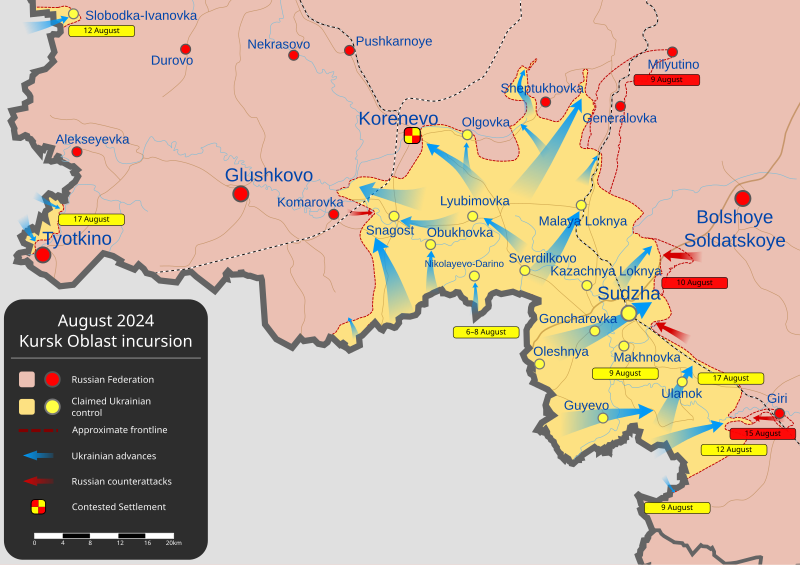 Slobodka-Ivanovka
12 August
Durovo
Nekrasovo
Pushkarnoye
Milyutino
9 August
Sheptukhovka
Generalovka
Korenevo
Olgovka
Alekseyevka
Glushkovo
Komarovka
Lyubimovka
Snagost
Obukhovka
Malaya Loknya
Bolshoye
Soldatskoye
17 August
Tyotkino
Nikolayevo-Darino
Sverdlikovo
Kazachnya Loknya
10 August
Sudzha
Goncharovka
6–8 August
Oleshnya
Makhnovka
9 August
17 August
Ulanok
Guyevo
Giri
15 August
12 August
9 August
August 2024
Kursk Oblast incursion
Russian Federation
Claimed Ukrainian
control
Approximate frontline
Ukrainian advances
Russian counterattacks
Contested Settlement
0 4 8 12 16 20km